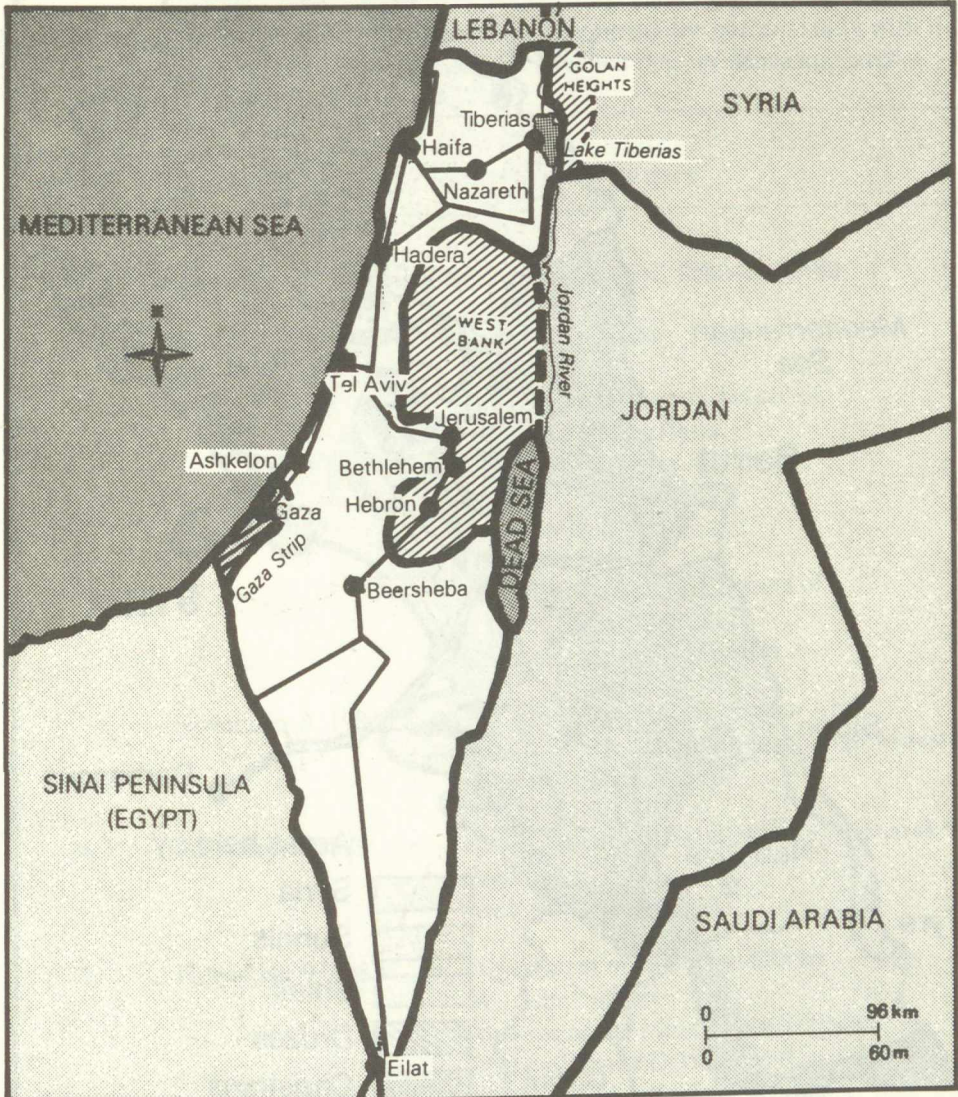 LEBANON
GOLAN
HEIGHTS
SYRIA
Tiberias
Haifa
Lake Tiberias
Nazareth
MEDITERRANEAN SEA
Hadera
Jordan River
WEST
BANK
Tel Aviv
JORDAN
Jerusalem
Ashkelon
Bethlehem
DEAD SEA
Hebron
Gaza
Gaza Strip
Beersheba
SINAI PENINSULA
(EGYPT)
SAUDI ARABIA
0 96 km
0 60 m
Eilat